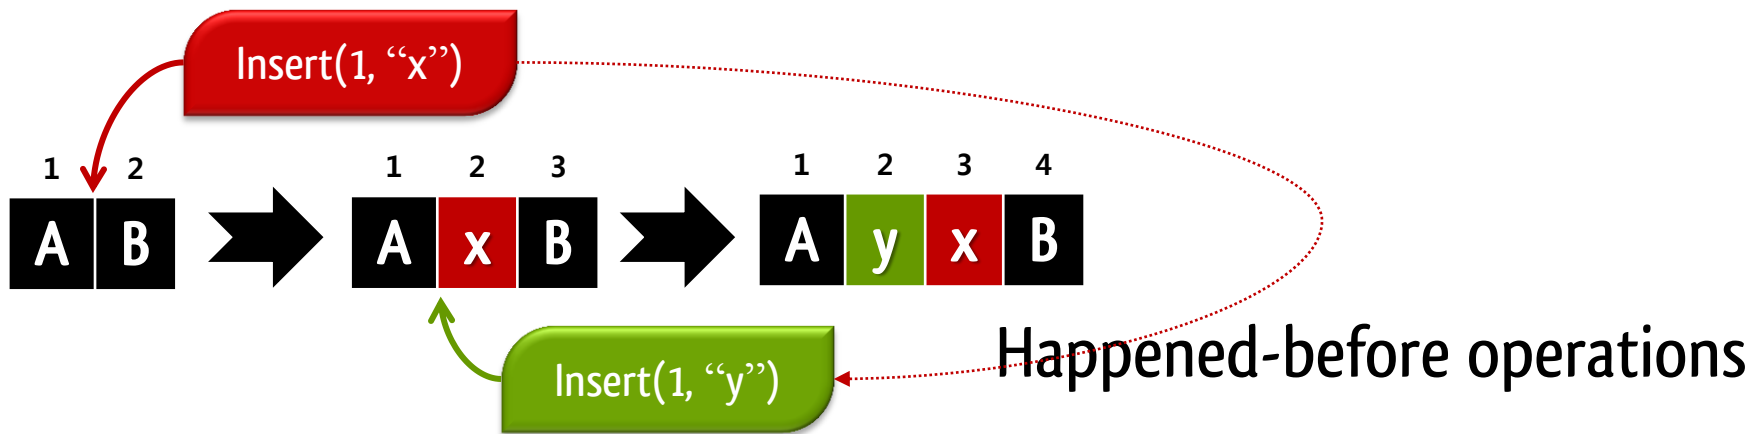 Insert(1, “x”)
1 2 1 2 3 1 2 3 4
A B A x B A y x B
Happened-before operations
Insert(1, “y”)